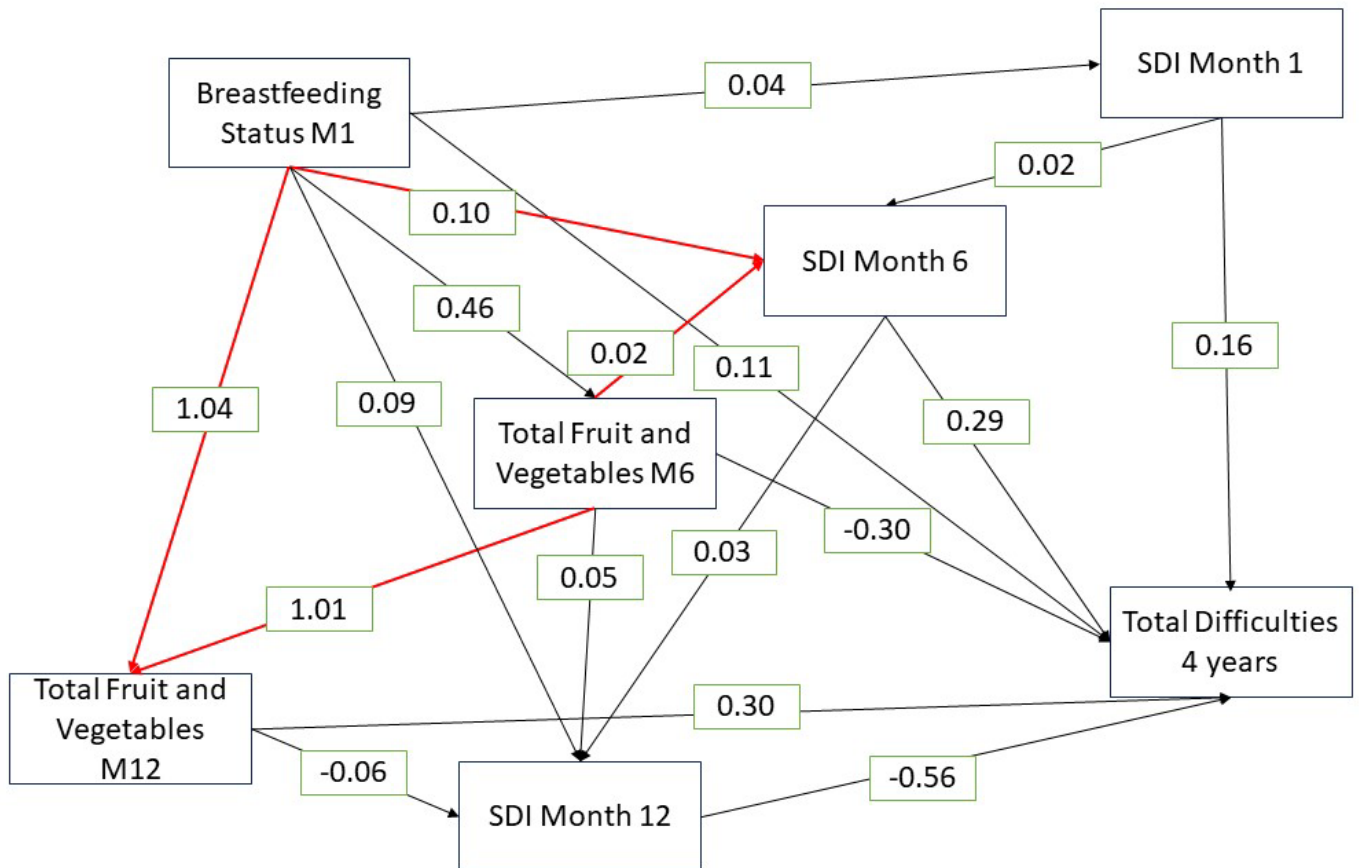 SDI Month 1
Breastfeeding
Status M1
0.04
0.02
0.10
SDI Month 6
0.46
0.02
0.11
0.16
1.04
0.09
0.29
Total Fruit and
Vegetables M6
-0.30
0.03
0.05
1.01
Total Difficulties
4 years
Total Fruit and
Vegetables
M12
0.30
-0.06
-0.56
SDI Month 12